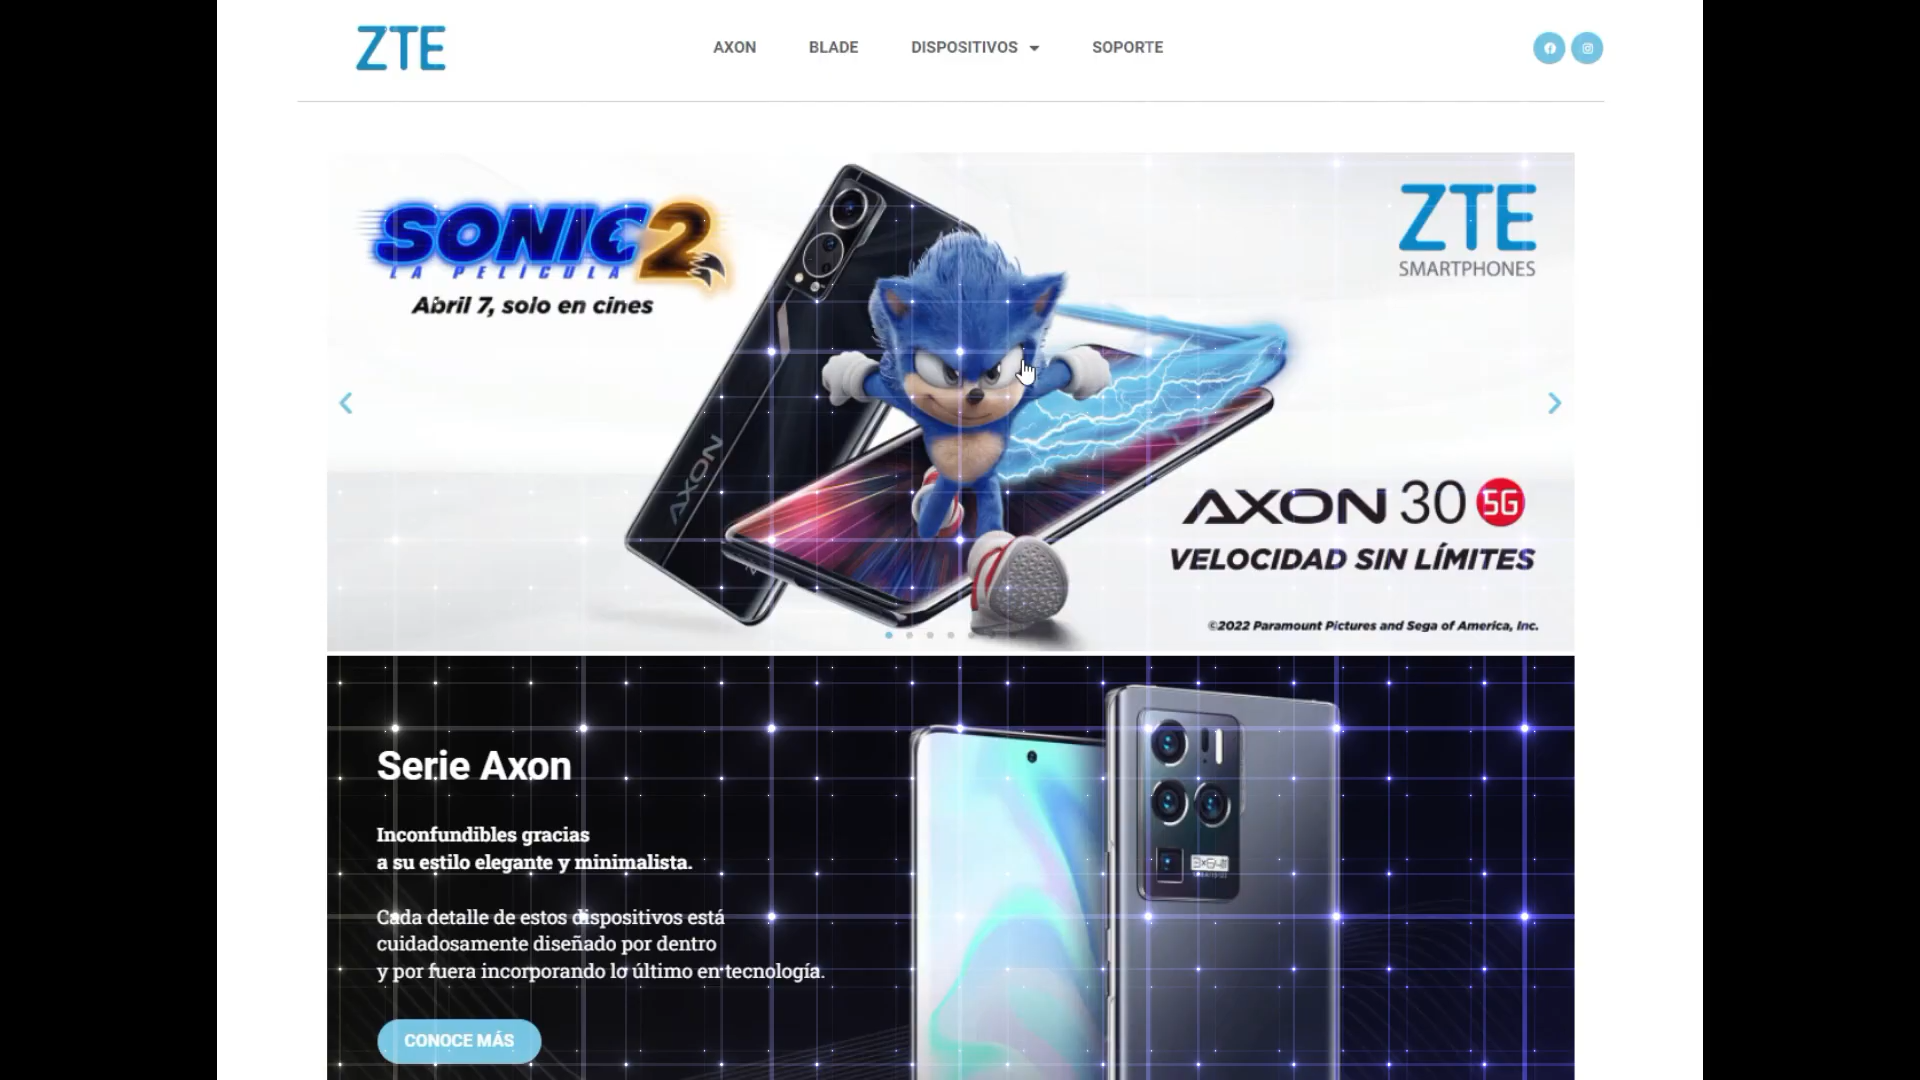 ZTE
AXON
BLADE
DISPOSITIVOS
SOPORTE
SONIC 2
LA PELÍCULA
Abril 7, solo en cines
ZTE
SMARTPHONES
AXON
AXON 30 5G
VELOCIDAD SIN LÍMITES
©2022 Paramount Pictures and Sega of America, Inc.
Serie Axon
Inconfundibles gracias
a su estilo elegante y minimalista.
Cada detalle de estos dispositivos está
cuidadosamente diseñado por dentro
y por fuera incorporando lo último en tecnología.
CONOCE MÁS